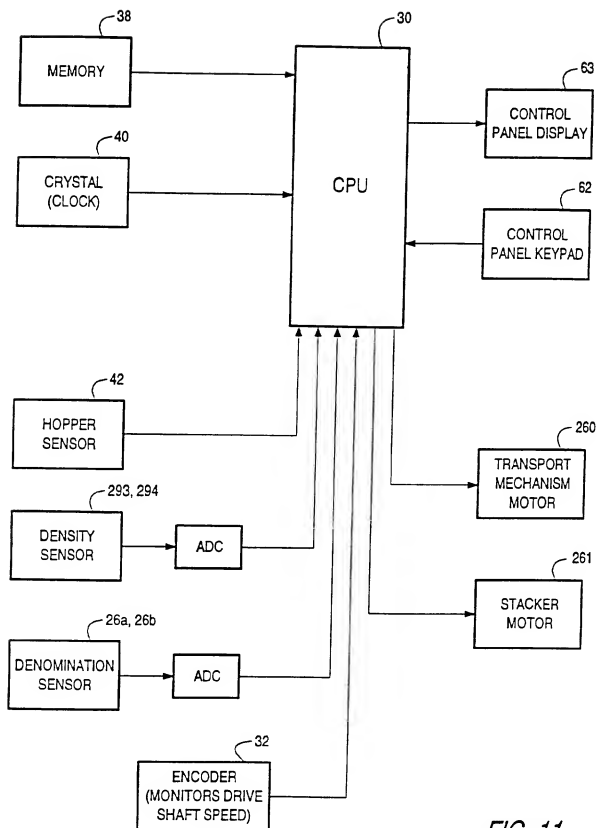 38
MEMORY
30
CPU
63
CONTROL
PANEL DISPLAY
40
CRYSTAL
(CLOCK)
62
CONTROL
PANEL KEYPAD
42
HOPPER
SENSOR
260
TRANSPORT
MECHANISM
MOTOR
293, 294
DENSITY
SENSOR
ADC
261
STACKER
MOTOR
26a, 26b
DENOMINATION
SENSOR
ADC
32
ENCODER
(MONITORS DRIVE
SHAFT SPEED)
FIG. 11